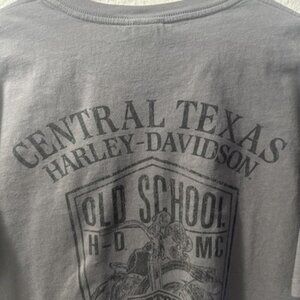 CENTRAL TEXAS
HARLEY-DAVIDSON
OLD SCHOOL
H-D MC